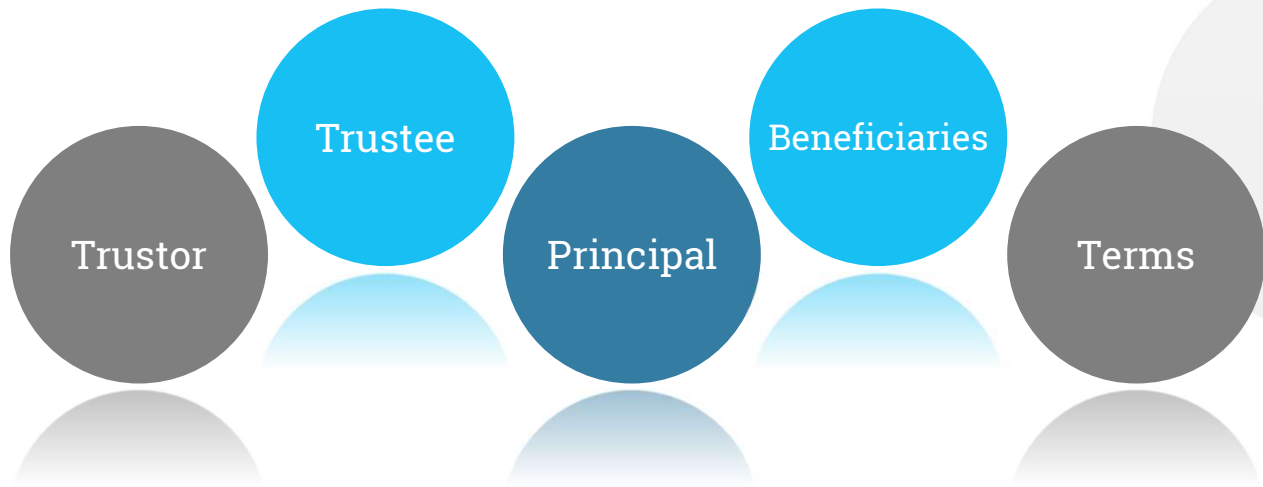 Trustor
Trustee
Principal
Beneficiaries
Terms